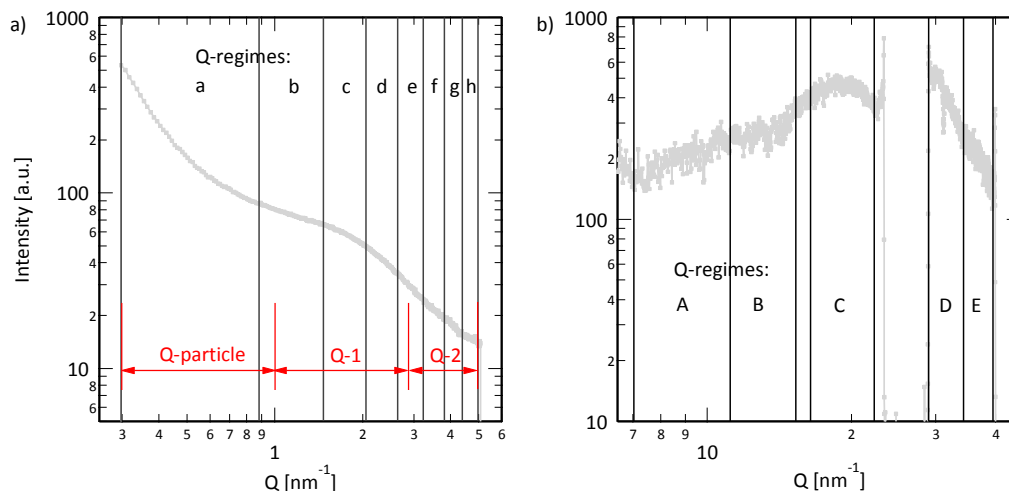 a)
1000
8
6
4
2
100
8
6
4
2
10
8
6
Intensity [a.u.]
Q-regimes:
a b c d e f g h
Q-particle Q-1 Q-2
3 4 5 6 7 8 9 1 2 3 4 5 6
Q [nm⁻¹]
b)
1000
8
6
4
2
100
8
6
4
2
10
Q-regimes:
A B C D E
7 8 9 10 2 3 4
Q [nm⁻¹]